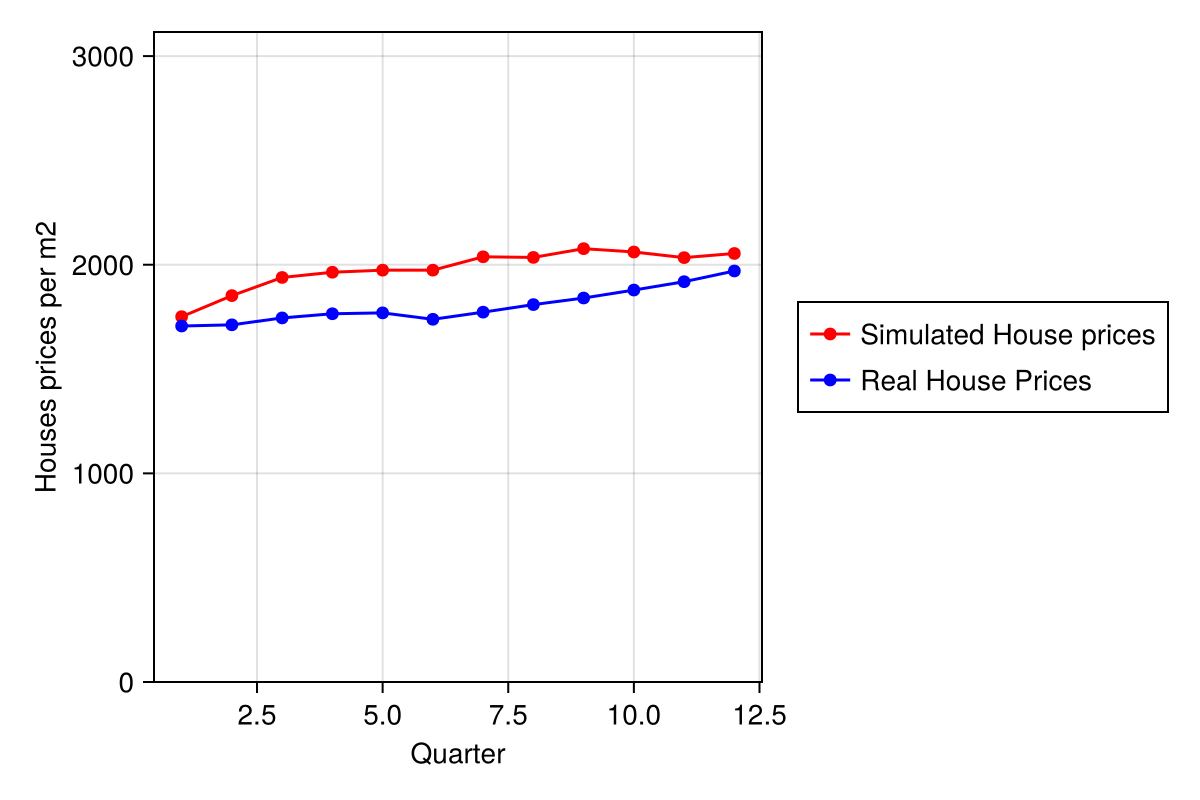 3000
2000
1000
0
Houses prices per m2
2.5 5.0 7.5 10.0 12.5
Quarter
Simulated House prices
Real House Prices